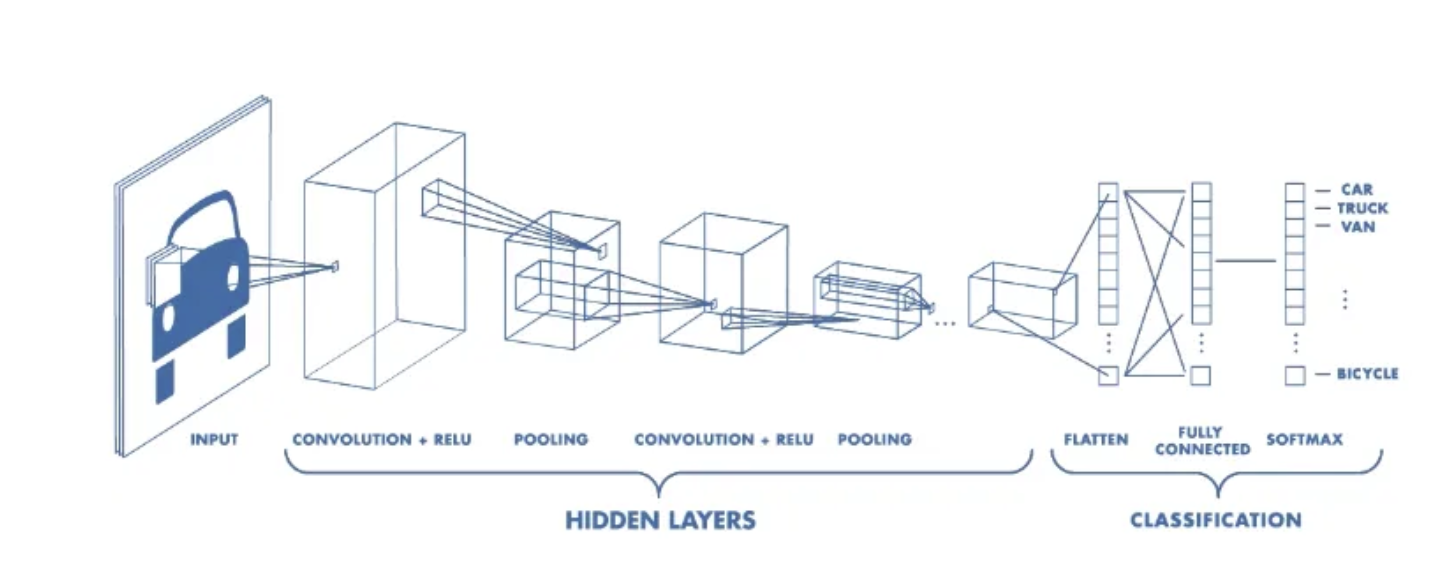 CAR
TRUCK
VAN
BICYCLE
INPUT
CONVOLUTION + RELU
POOLING
CONVOLUTION + RELU
POOLING
FLATTEN
FULLY
CONNECTED
SOFTMAX
HIDDEN LAYERS
CLASSIFICATION